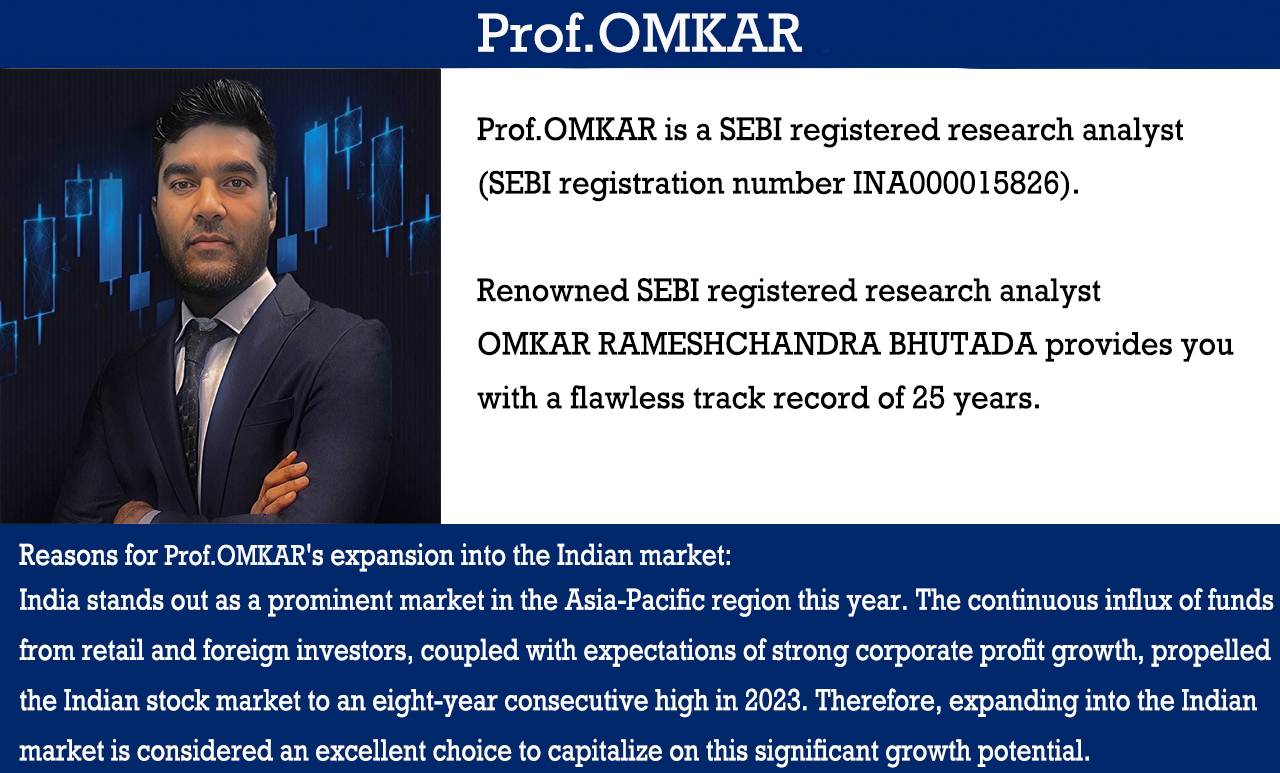 Prof.OMKAR
Prof.OMKAR is a SEBI registered research analyst
(SEBI registration number INA000015826).
Renowned SEBI registered research analyst
OMKAR RAMESHCHANDRA BHUTADA provides you
with a flawless track record of 25 years.
Reasons for Prof.OMKAR's expansion into the Indian market:
India stands out as a prominent market in the Asia-Pacific region this year. The continuous influx of funds
from retail and foreign investors, coupled with expectations of strong corporate profit growth, propelled
the Indian stock market to an eight-year consecutive high in 2023. Therefore, expanding into the Indian
market is considered an excellent choice to capitalize on this significant growth potential.